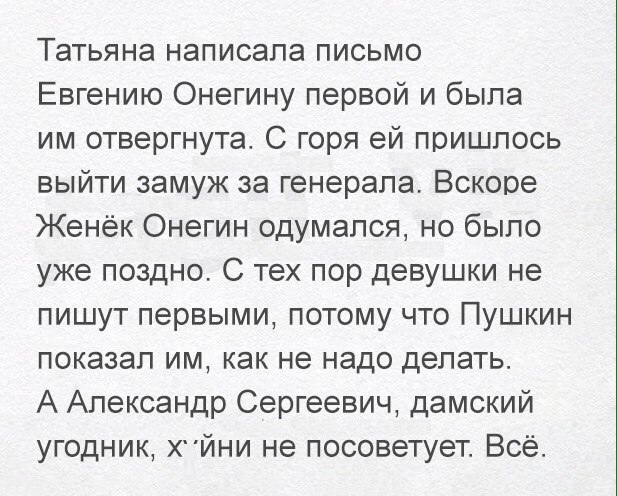 Татьяна написала письмо
Евгению Онегину первой и была
им отвергнута. С горя ей пришлось
выйти замуж за генерала. Вскоре
Женёк Онегин одумался, но было
уже поздно. С тех пор девушки не
пишут первыми, потому что Пушкин
показал им, как не надо делать.
А Александр Сергеевич, дамский
угодник, х··йни не посоветует. Всё.